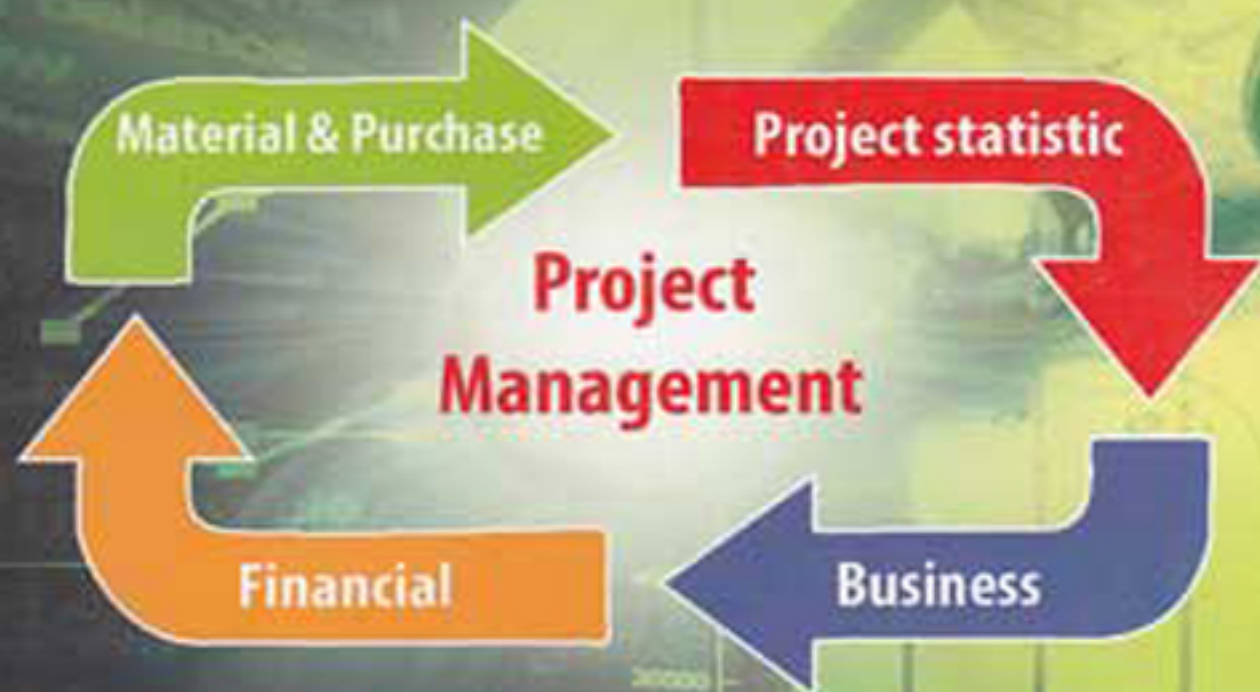 Material & Purchase
Project statistic
Project
Management
Financial
Business